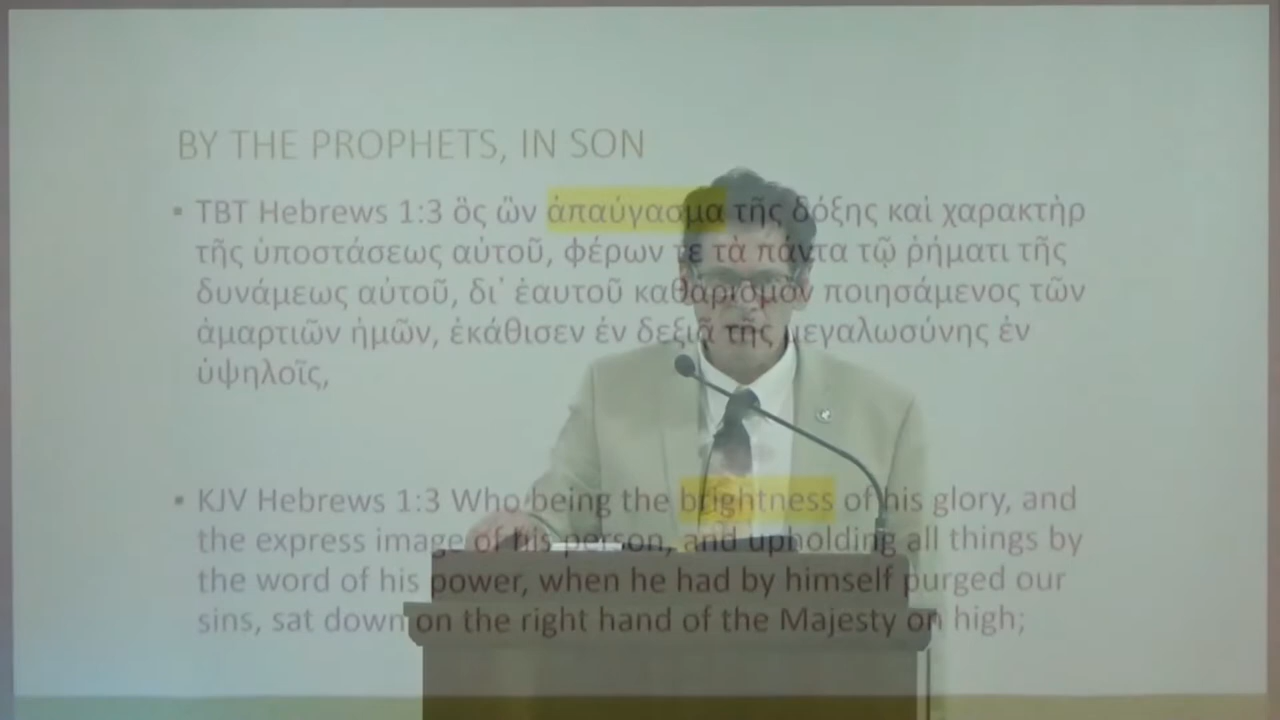 BY THE PROPHETS, IN SON
▪ TBT Hebrews 1:3 ὃς ὢν ἀπαύγασμα τῆς δόξης καὶ χαρακτὴρ
τῆς ὑποστάσεως αὐτοῦ, φέρων τε τὰ πάντα τῷ ῥήματι τῆς
δυνάμεως αὐτοῦ, δι᾽ ἑαυτοῦ καθαρισμὸν ποιησάμενος τῶν
ἁμαρτιῶν ἡμῶν, ἐκάθισεν ἐν δεξιᾷ τῆς μεγαλωσύνης ἐν
ὑψηλοῖς,
▪ KJV Hebrews 1:3 Who being the brightness of his glory, and
the express image of his person, and upholding all things by
the word of his power, when he had by himself purged our
sins, sat down on the right hand of the Majesty on high;